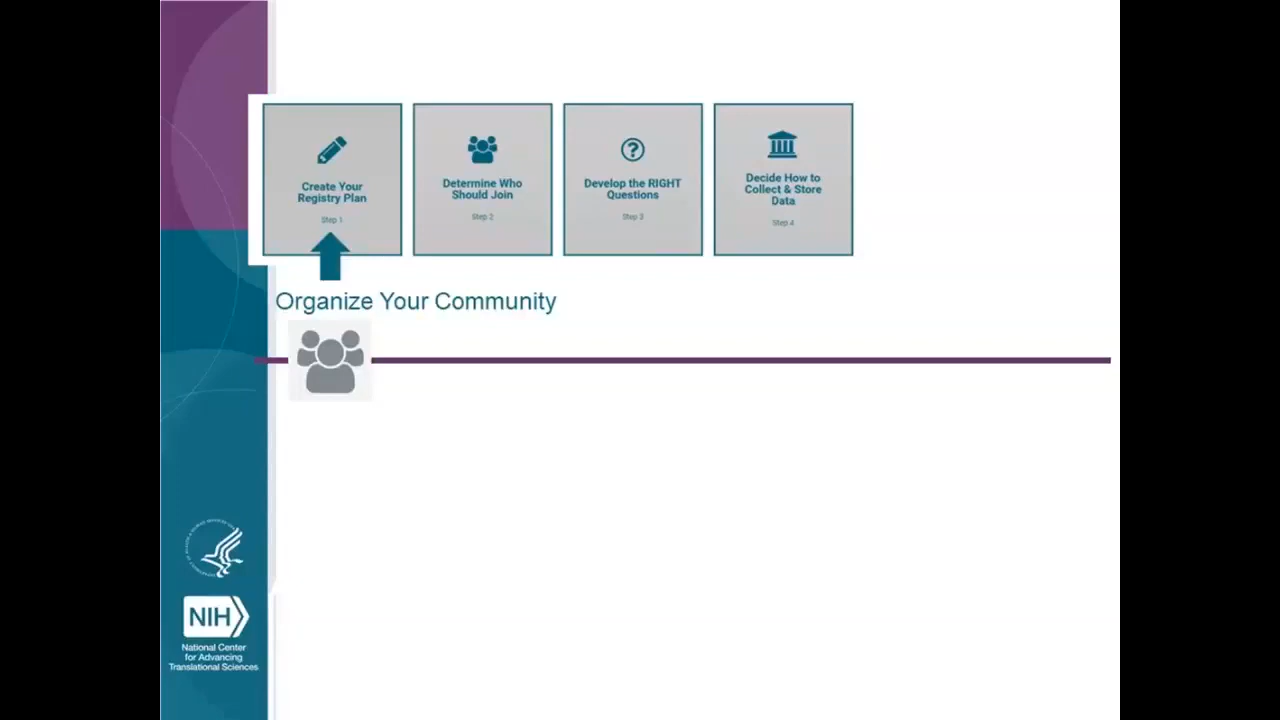 Create Your
Registry Plan
Step 1
Determine Who
Should Join
Step 2
Develop the RIGHT
Questions
Step 3
Decide How to
Collect & Store
Data
Step 4
Organize Your Community
NIH
National Center
for Advancing
Translational Sciences